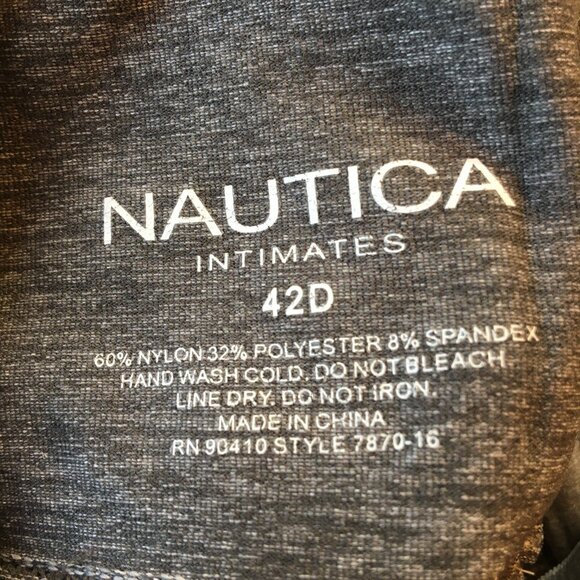 NAUTICA
INTIMATES
42D
60% NYLON 32% POLYESTER 8% SPANDEX
HAND WASH COLD. DO NOT BLEACH
LINE DRY. DO NOT IRON.
MADE IN CHINA
RN 90410 STYLE 7870-16